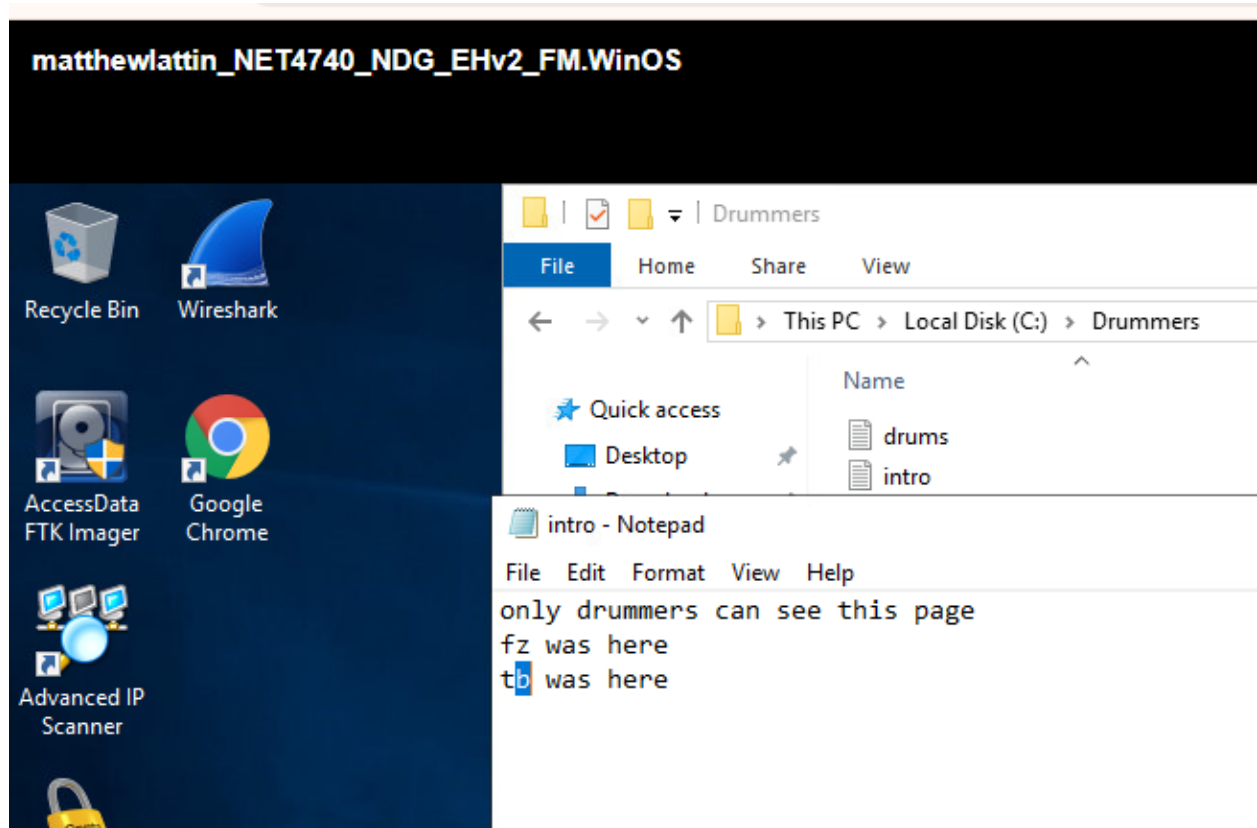 matthewlattin_NET4740_NDG_EHv2_FM.WinOS
Recycle Bin
Wireshark
AccessData
FTK Imager
Google
Chrome
Advanced IP
Scanner
Drummers
File Home Share View
This PC > Local Disk (C:) > Drummers
Name
Quick access
Desktop
drums
intro
intro - Notepad
File Edit Format View Help
only drummers can see this page
fz was here
tb was here